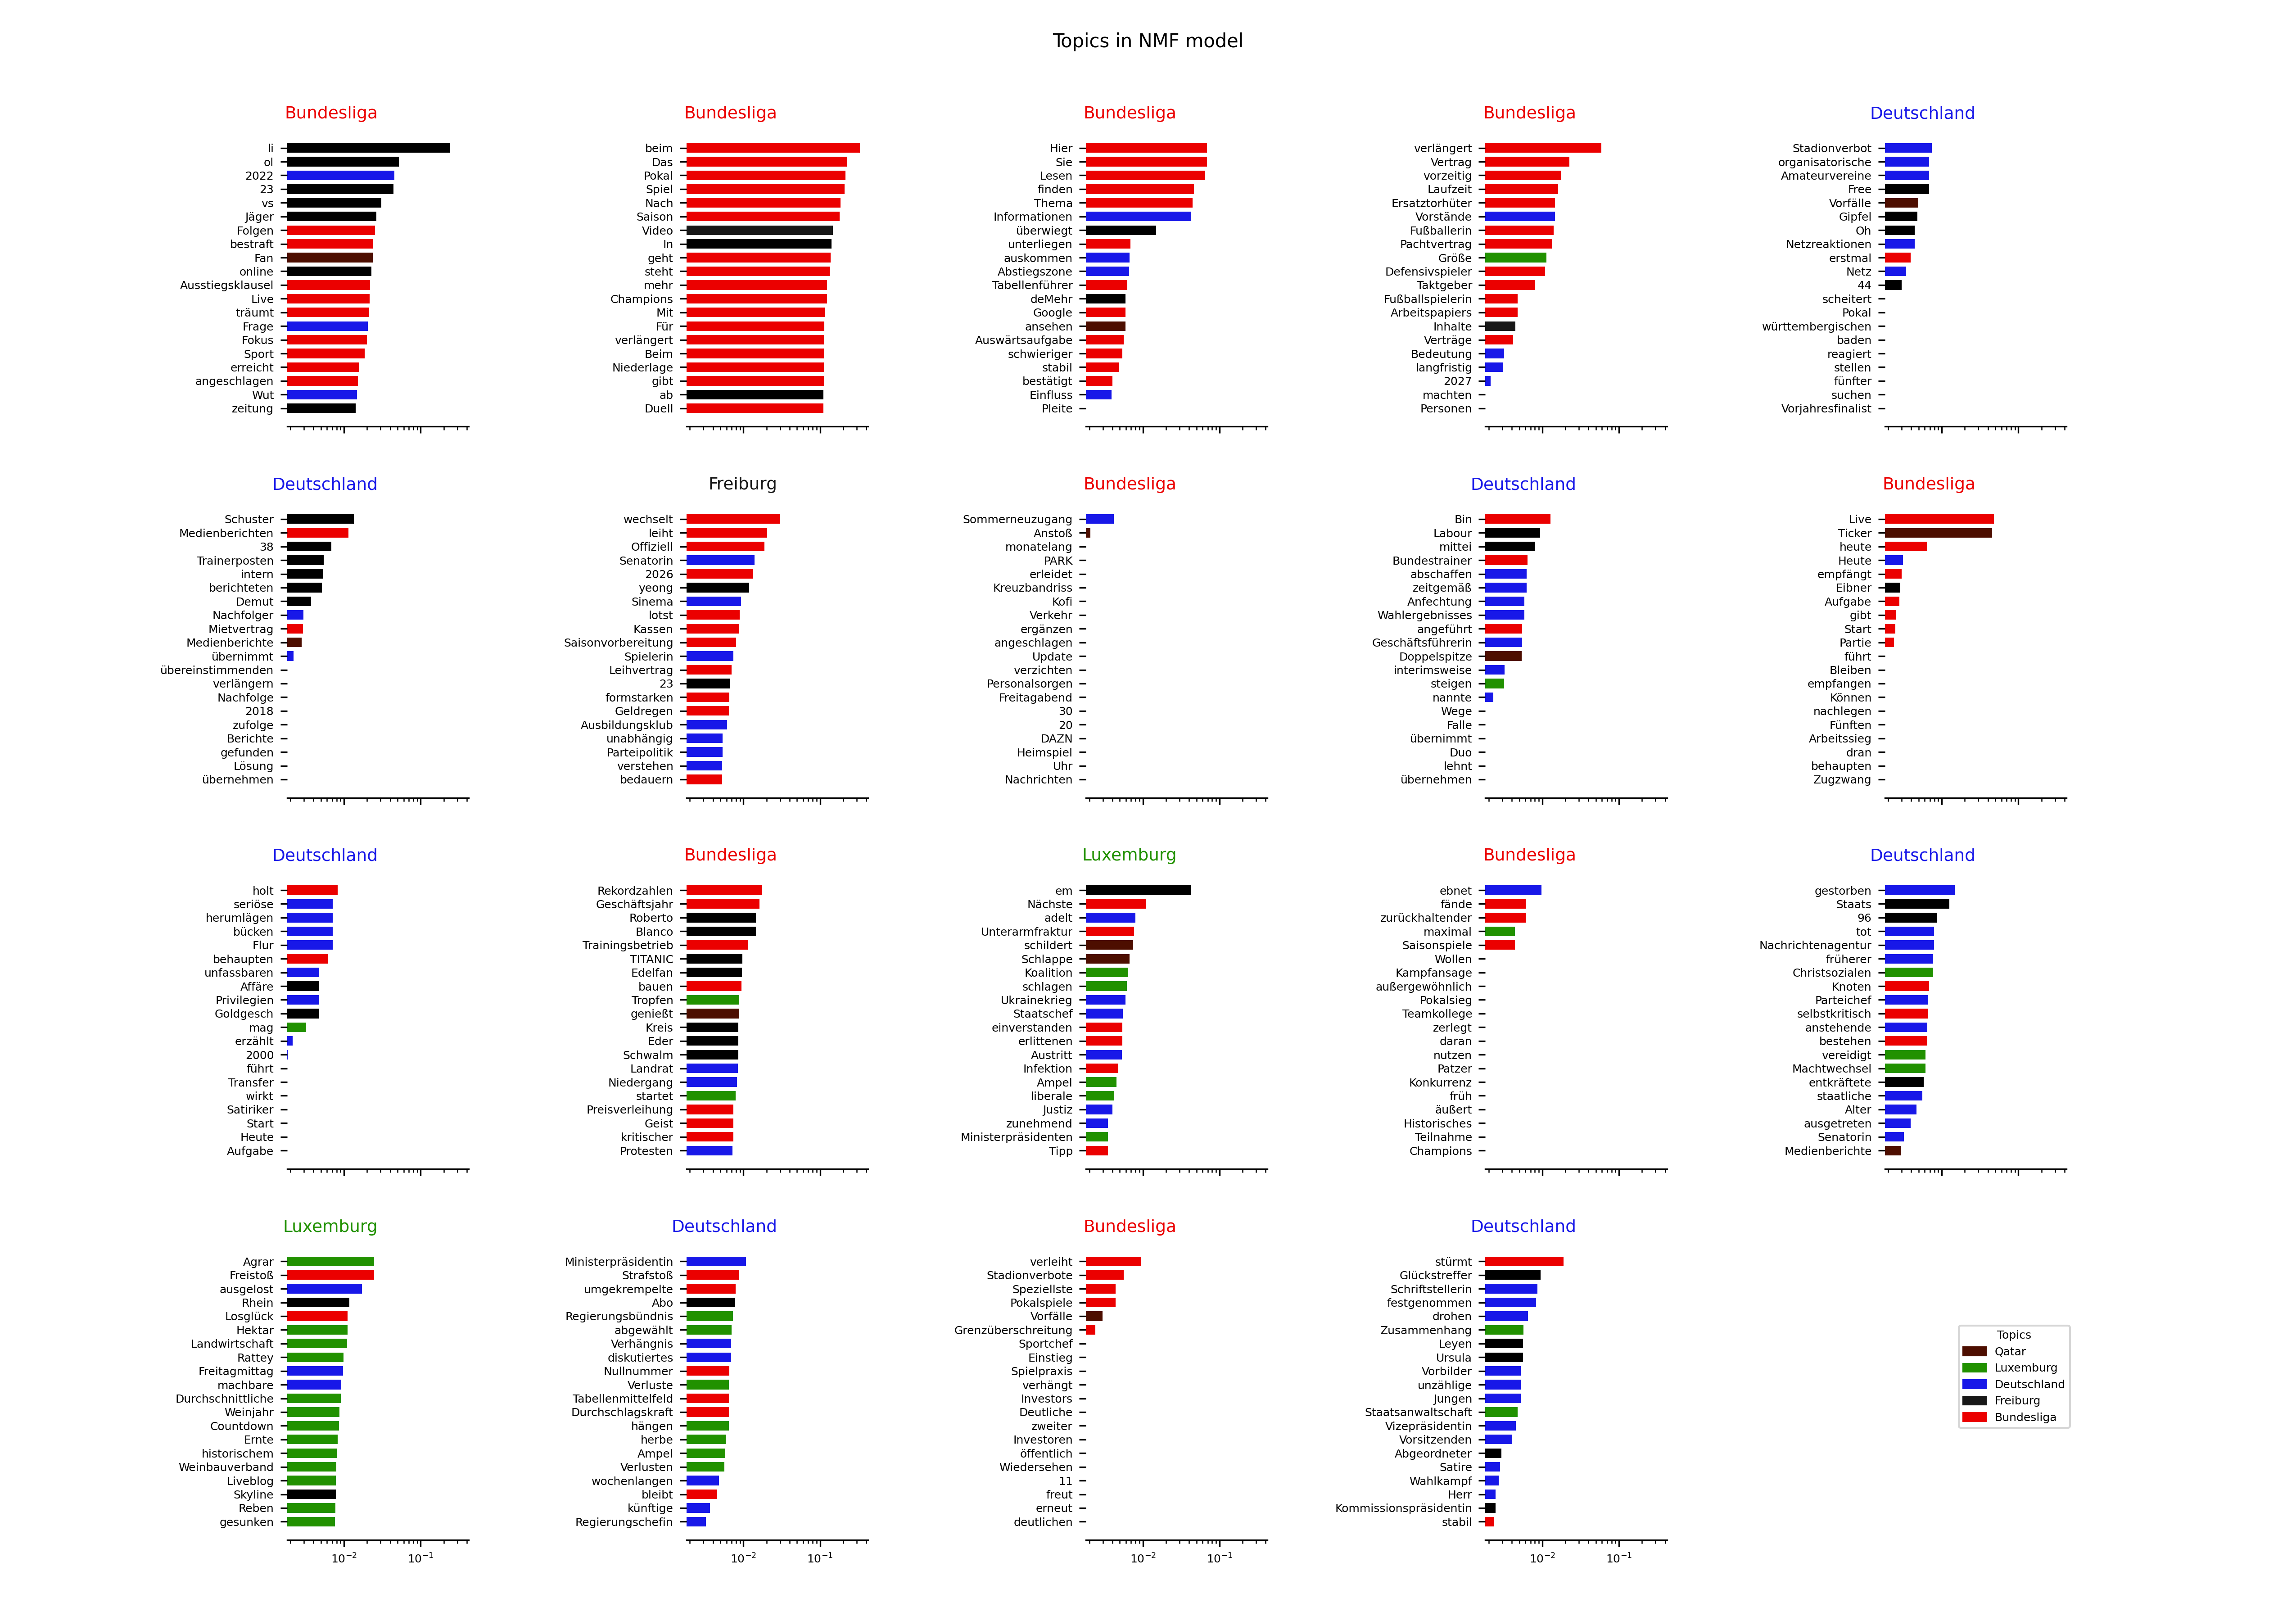 Topics in NMF model
Bundesliga
li
ol
2022
23
vs
Jäger
Folgen
bestraft
Fan
online
Ausstiegsklausel
Live
träumt
Frage
Fokus
Sport
erreicht
angeschlagen
Wut
zeitung
Bundesliga
beim
Das
Pokal
Spiel
Nach
Saison
Video
In
geht
steht
mehr
Champions
Mit
Für
verlängert
Beim
Niederlage
gibt
ab
Duell
Bundesliga
Hier
Sie
Lesen
finden
Thema
Informationen
überwiegt
unterliegen
auskommen
Abstiegszone
Tabellenführer
deMehr
Google
ansehen
Auswärtsaufgabe
schwieriger
stabil
bestätigt
Einfluss
Pleite
Bundesliga
verlängert
Vertrag
vorzeitig
Laufzeit
Ersatztorhüter
Vorstände
Fußballerin
Pachtvertrag
Größe
Defensivspieler
Taktgeber
Fußballspielerin
Arbeitspapiers
Inhalte
Verträge
Bedeutung
langfristig
2027
machten
Personen
Deutschland
Stadionverbot
organisatorische
Amateurvereine
Free
Vorfälle
Gipfel
Oh
Netzreaktionen
erstmal
Netz
44
scheitert
Pokal
württembergischen
baden
reagiert
stellen
fünfter
suchen
Vorjahresfinalist
Deutschland
Schuster
Medienberichten
38
Trainerposten
intern
berichteten
Demut
Nachfolger
Mietvertrag
Medienberichte
übernimmt
übereinstimmenden
verlängern
Nachfolge
2018
zufolge
Berichte
gefunden
Lösung
übernehmen
Freiburg
wechselt
leiht
Offiziell
Senatorin
2026
yeong
Sinema
lotst
Kassen
Saisonvorbereitung
Spielerin
Leihvertrag
23
formstarken
Geldregen
Ausbildungsklub
unabhängig
Parteipolitik
verstehen
bedauern
Bundesliga
Sommerneuzugang
Anstoß
monatelang
PARK
erleidet
Kreuzbandriss
Kofi
Verkehr
ergänzen
angeschlagen
Update
verzichten
Personalsorgen
Freitagabend
30
20
DAZN
Heimspiel
Uhr
Nachrichten
Deutschland
Bin
Labour
mittei
Bundestrainer
abschaffen
zeitgemäß
Anfechtung
Wahlergebnisses
angeführt
Geschäftsführerin
Doppelspitze
interimsweise
steigen
nannte
Wege
Falle
übernimmt
Duo
lehnt
übernehmen
Bundesliga
Live
Ticker
heute
Heute
empfängt
Eibner
Aufgabe
gibt
Start
Partie
führt
Bleiben
empfangen
Können
nachlegen
Fünften
Arbeitssieg
dran
behaupten
Zugzwang
Deutschland
holt
seriöse
herumlägen
bücken
Flur
behaupten
unfassbaren
Affäre
Privilegien
Goldgesch
mag
erzählt
2000
führt
Transfer
wirkt
Satiriker
Start
Heute
Aufgabe
Bundesliga
Rekordzahlen
Geschäftsjahr
Roberto
Blanco
Trainingsbetrieb
TITANIC
Edelfan
bauen
Tropfen
genießt
Kreis
Eder
Schwalm
Landrat
Niedergang
startet
Preisverleihung
Geist
kritischer
Protesten
Luxemburg
em
Nächste
adelt
Unterarmfraktur
schildert
Schlappe
Koalition
schlagen
Ukrainekrieg
Staatschef
einverstanden
erlittenen
Austritt
Infektion
Ampel
liberale
Justiz
zunehmend
Ministerpräsidenten
Tipp
Bundesliga
ebnet
fände
zurückhaltender
maximal
Saisonspiele
Wollen
Kampfansage
außergewöhnlich
Pokalsieg
Teamkollege
zerlegt
daran
nutzen
Patzer
Konkurrenz
früh
äußert
Historisches
Teilnahme
Champions
Deutschland
gestorben
Staats
96
tot
Nachrichtenagentur
früherer
Christsozialen
Knoten
Parteichef
selbstkritisch
anstehende
bestehen
vereidigt
Machtwechsel
entkräftete
staatliche
Alter
ausgetreten
Senatorin
Medienberichte
Luxemburg
Agrar
Freistoß
ausgelost
Rhein
Losglück
Hektar
Landwirtschaft
Rattey
Freitagmittag
machbare
Durchschnittliche
Weinjahr
Countdown
Ernte
historischem
Weinbauverband
Liveblog
Skyline
Reben
gesunken
10⁻² 10⁻¹
Deutschland
Ministerpräsidentin
Strafstoß
umgekrempelte
Abo
Regierungsbündnis
abgewählt
Verhängnis
diskutiertes
Nullnummer
Verluste
Tabellenmittelfeld
Durchschlagskraft
hängen
herbe
Ampel
Verlusten
wochenlangen
bleibt
künftige
Regierungschefin
10⁻² 10⁻¹
Bundesliga
verleiht
Stadionverbote
Speziellste
Pokalspiele
Vorfälle
Grenzüberschreitung
Sportchef
Einstieg
Spielpraxis
verhängt
Investors
Deutliche
zweiter
Investoren
öffentlich
Wiedersehen
11
freut
erneut
deutlichen
10⁻² 10⁻¹
Deutschland
stürmt
Glückstreffer
Schriftstellerin
festgenommen
drohen
Zusammenhang
Leyen
Ursula
Vorbilder
unzählige
Jungen
Staatsanwaltschaft
Vizepräsidentin
Vorsitzenden
Abgeordneter
Satire
Wahlkampf
Herr
Kommissionspräsidentin
stabil
10⁻² 10⁻¹
Topics
Qatar
Luxemburg
Deutschland
Freiburg
Bundesliga